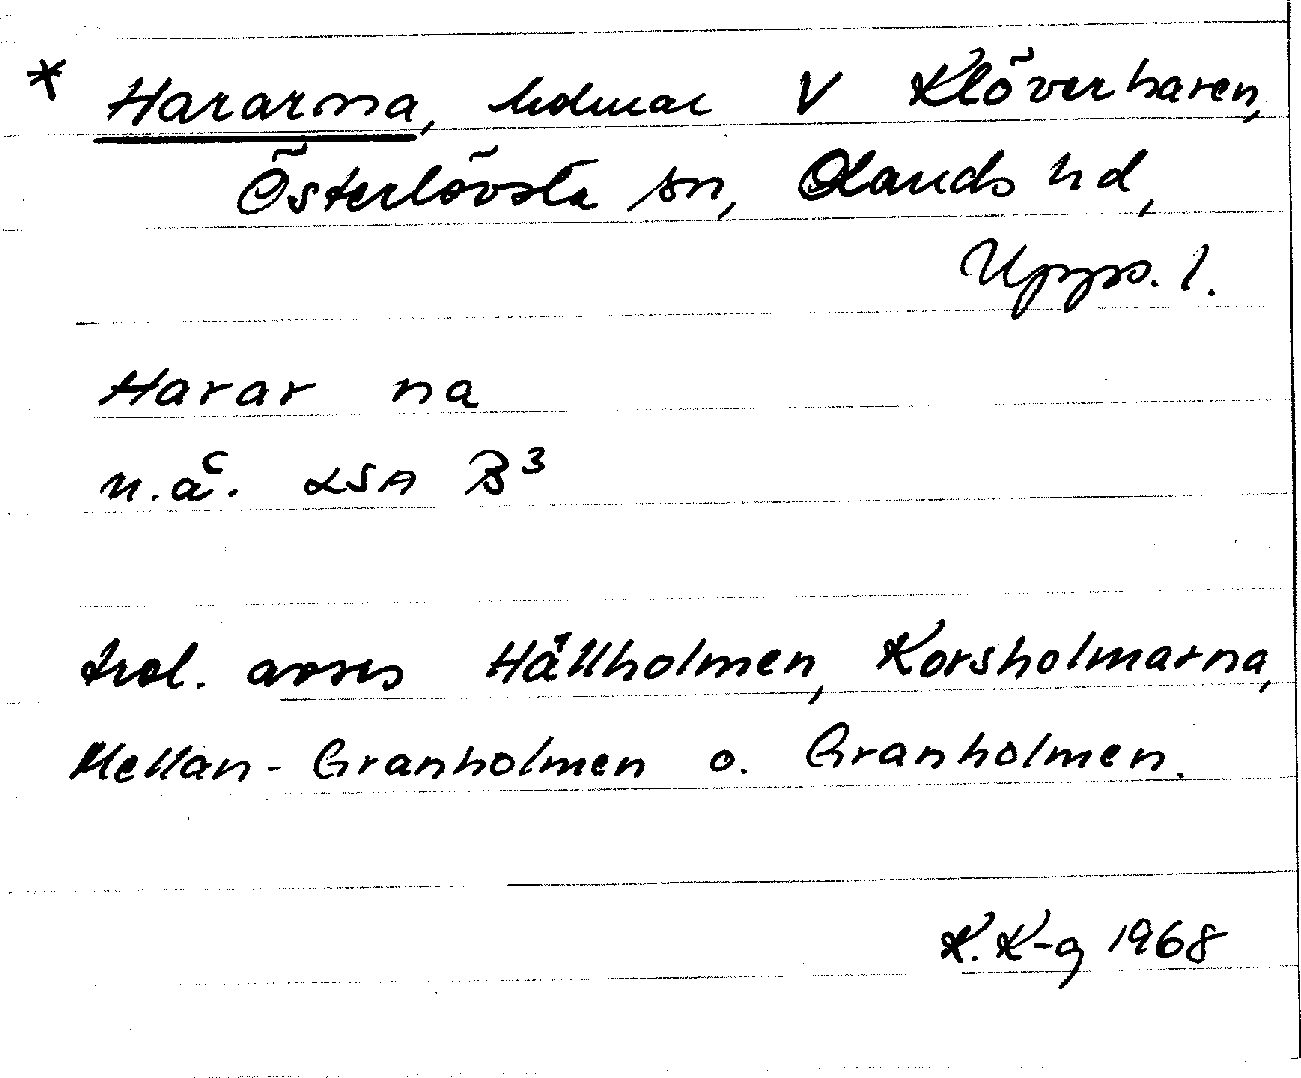 * Hararna, holmar V Klöverharen,
Österlövsta sn, Olands hd,
Upps. l.
Harar na
n.å. LSA B³
trol. avses Hällholmen, Korsholmarna,
Mellan-Granholmen o. Granholmen.
K. K-g 1968